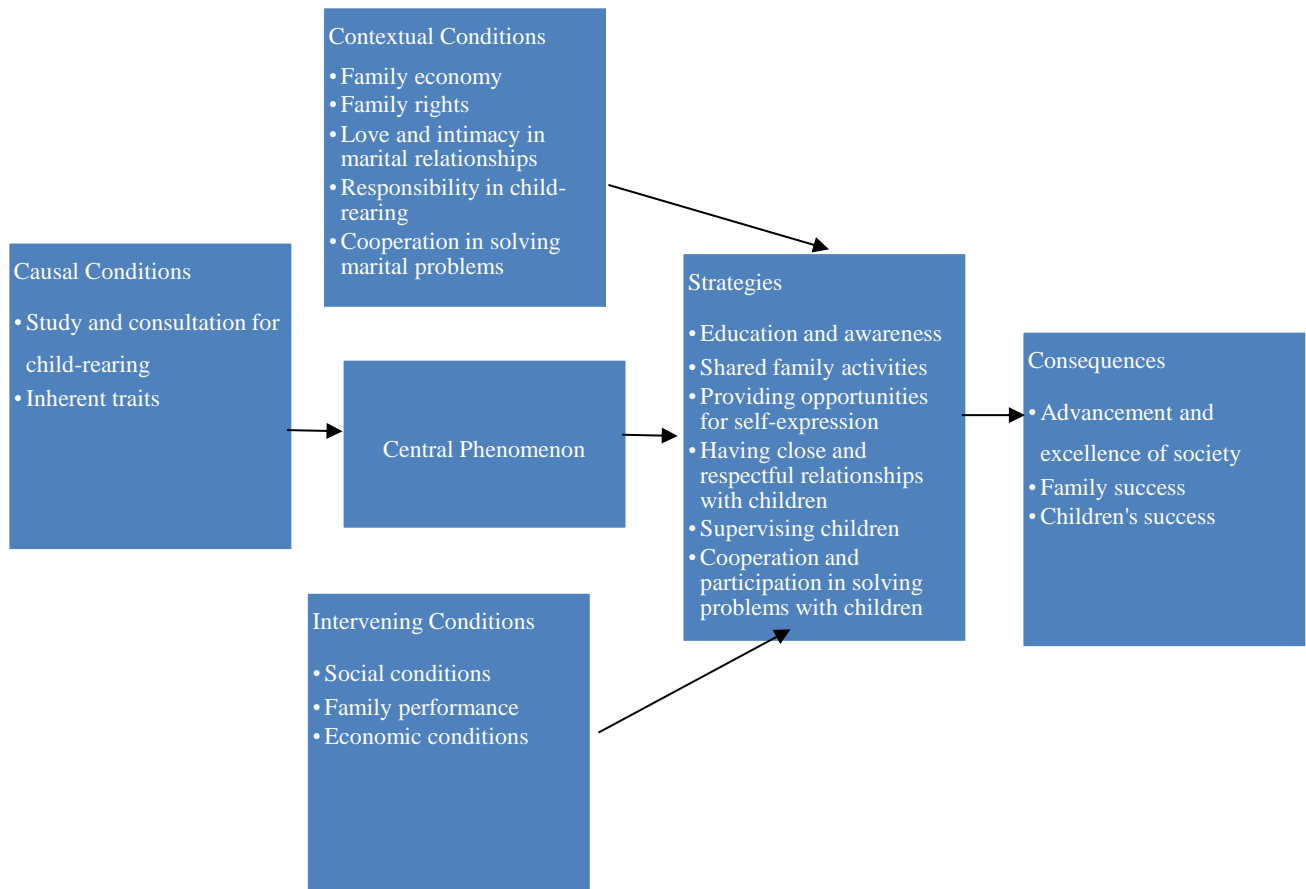 Contextual Conditions
• Family economy
• Family rights
• Love and intimacy in
marital relationships
• Responsibility in child-
rearing
• Cooperation in solving
marital problems
Causal Conditions
• Study and consultation for
child-rearing
• Inherent traits
Central Phenomenon
Intervening Conditions
• Social conditions
• Family performance
• Economic conditions
Strategies
• Education and awareness
• Shared family activities
• Providing opportunities
for self-expression
• Having close and
respectful relationships
with children
• Supervising children
• Cooperation and
participation in solving
problems with children
Consequences
• Advancement and
excellence of society
• Family success
• Children's success